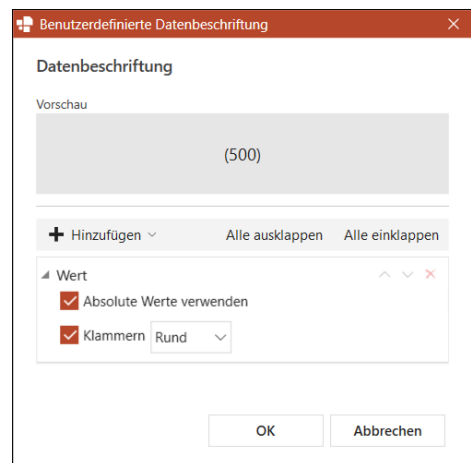 Benutzerdefinierte Datenbeschriftung
Datenbeschriftung
Vorschau
(500)
Hinzufügen Alle ausklappen Alle einklappen
Wert
Absolute Werte verwenden
Klammern Rund
OK Abbrechen